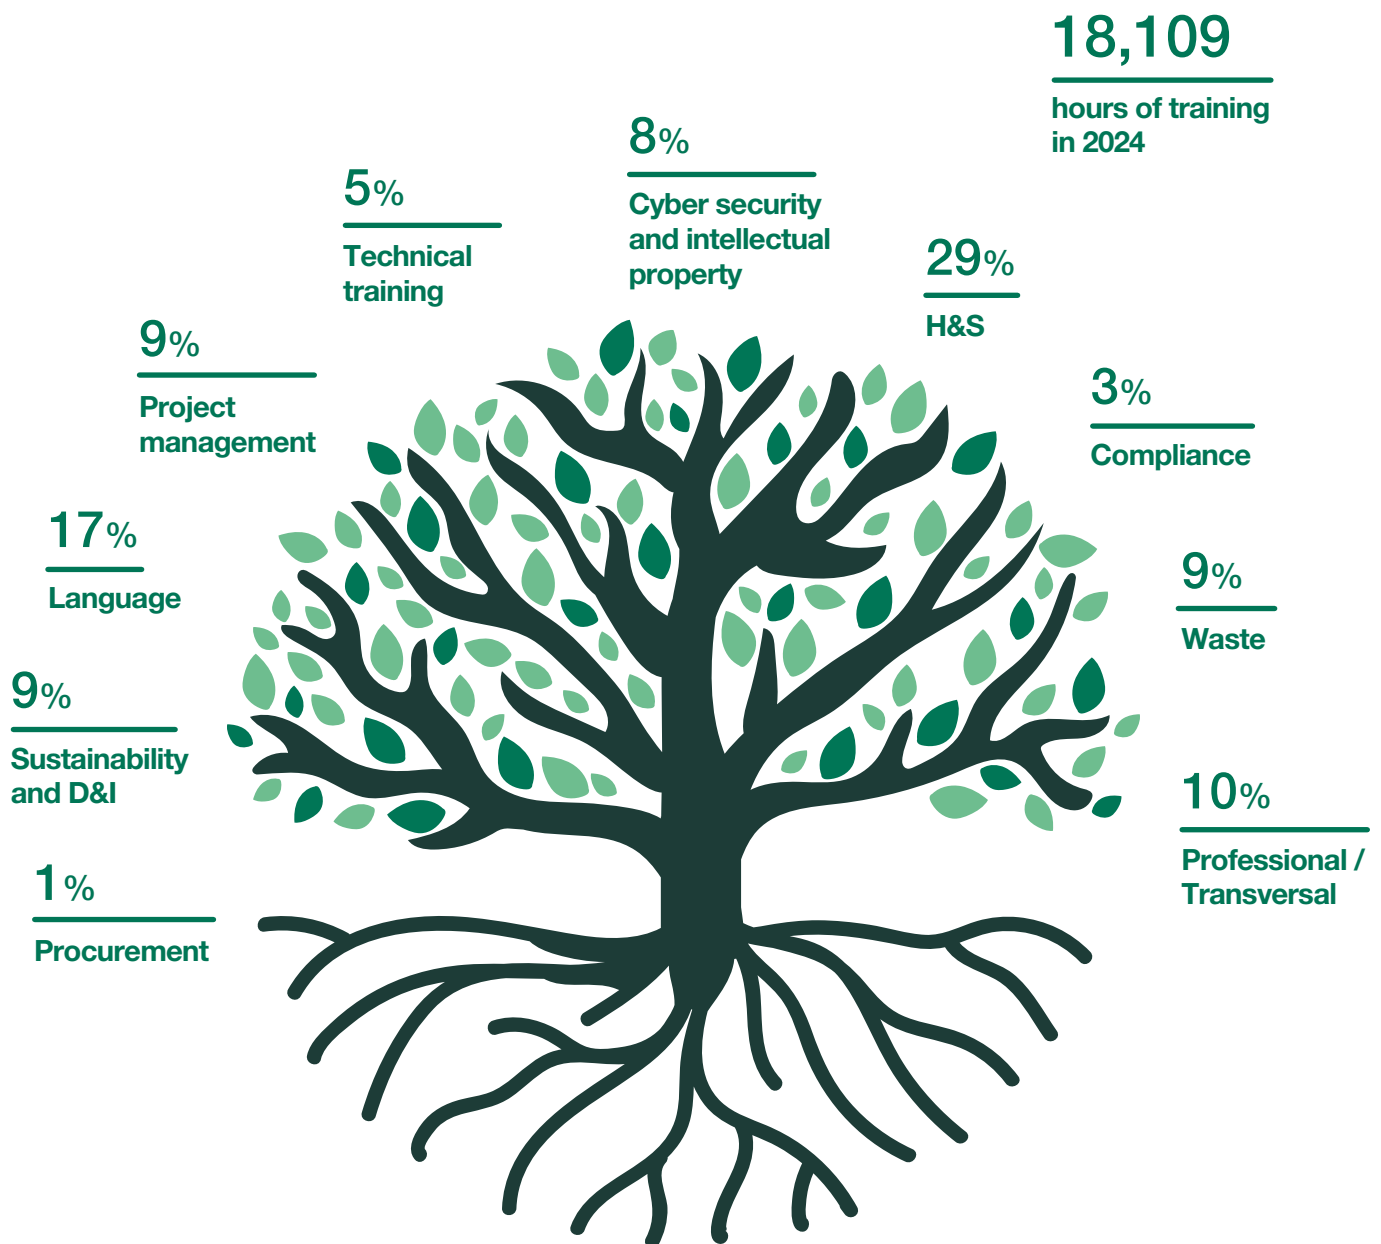 18,109
hours of training
in 2024
8%
Cyber security
and intellectual
property
5%
Technical
training
29%
H&S
9%
Project
management
3%
Compliance
17%
Language
9%
Waste
9%
Sustainability
and D&I
10%
Professional /
Transversal
1%
Procurement